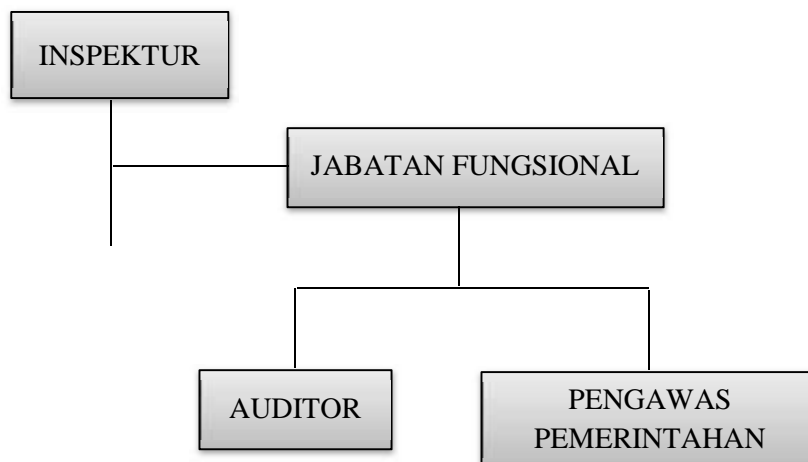 INSPEKTUR
JABATAN FUNGSIONAL
AUDITOR
PENGAWAS
PEMERINTAHAN